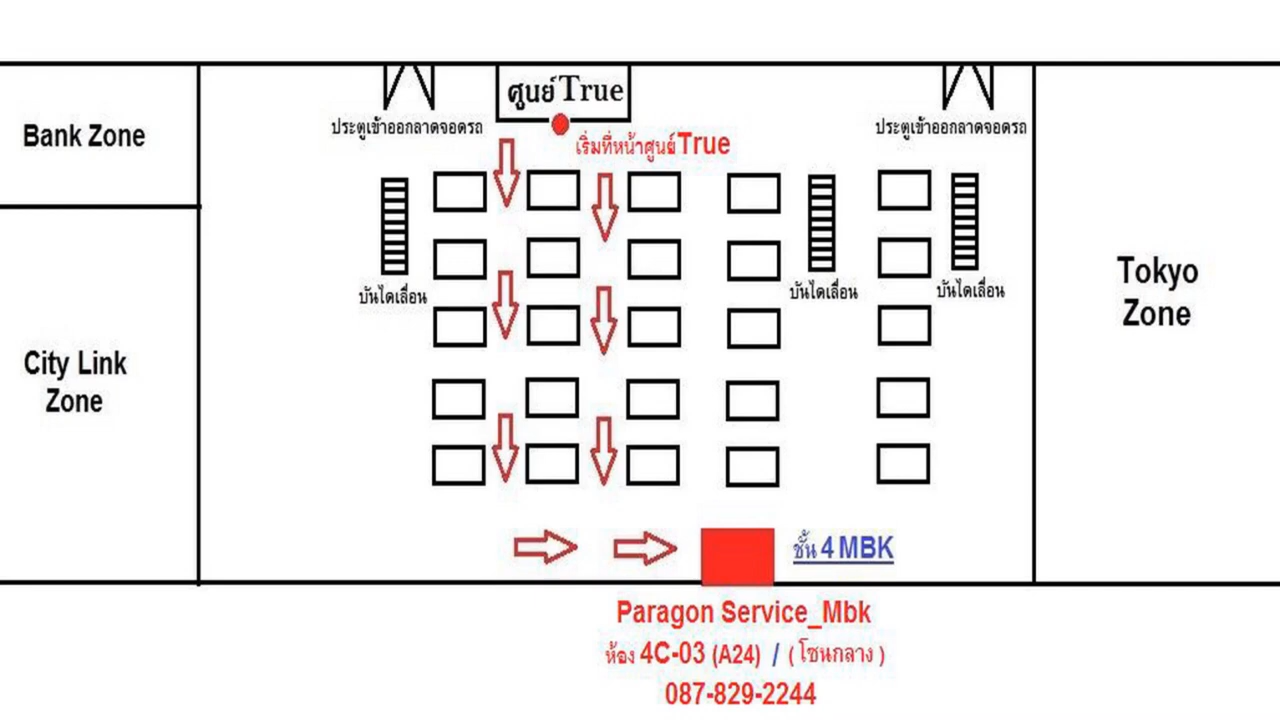 ศูนย์True
ประตูเข้าออกลาดจอดรถ
ประตูเข้าออกลาดจอดรถ
Bank Zone
เริ่มที่หน้าศูนย์True
บันไดเลื่อน
บันไดเลื่อน
บันไดเลื่อน
Tokyo
Zone
City Link
Zone
ชั้น 4 MBK
Paragon Service_Mbk
ห้อง 4C-03 (A24) / (โซนกลาง)
087-829-2244